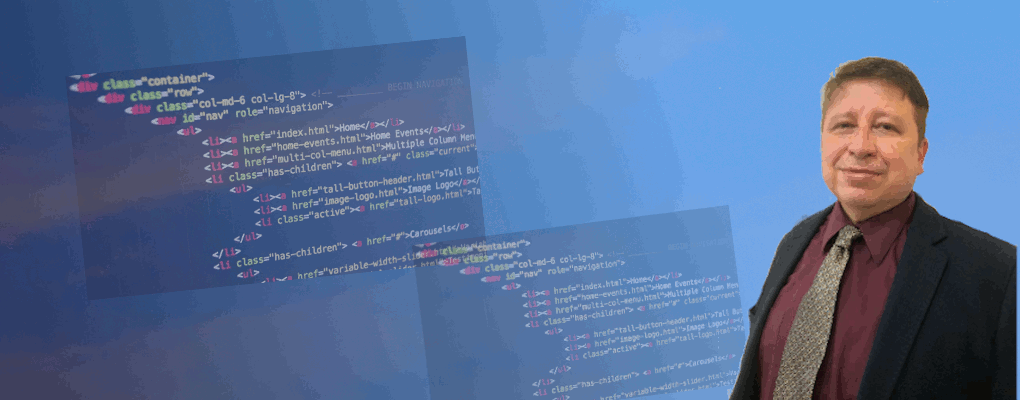 <div class="container">
<div class="row">
<div class="col-md-6 col-lg-8"> <!-- BEGIN NAVIGATION
<nav id="nav" role="navigation">
<ul>
<li><a href="index.html">Home</a></li>
<li><a href="home-events.html">Home Events</a></li>
<li><a href="multi-col-menu.html">Multiple Column Men
<li class="has-children"> <a href="#" class="current"
<ul>
<li><a href="tall-button-header.html">Tall But
<li><a href="image-logo.html">Image Logo</a></
<li class="active"><a href="tall-logo.html">Ta
</ul>
</li>
<li class="has-children"> <a href="#">Carousels</a>
<ul>
<li><a href="variable-width-slider.html">
<div class="container">
<div class="row">
<div class="col-md-6 col-lg-8"> BEGIN
<nav id="nav" role="navigation">
<ul>
<li><a href="index.html">Home</a></li>
<li><a href="home-events.html">Home Events</a></li>
<li><a href="multi-col-menu.html">Multiple Column Men
<li class="has-children"> <a href="#" class="current"
<ul>
<li><a href="tall-button-header.html">Tall But
<li><a href="image-logo.html">Image Logo</a></
<li class="active"><a href="tall-logo.html">Ta
</ul>
</li>
<li class="has-children"> <a href="#">Carousels</a>
<ul>
<li><a href="variable-width-slider.html">